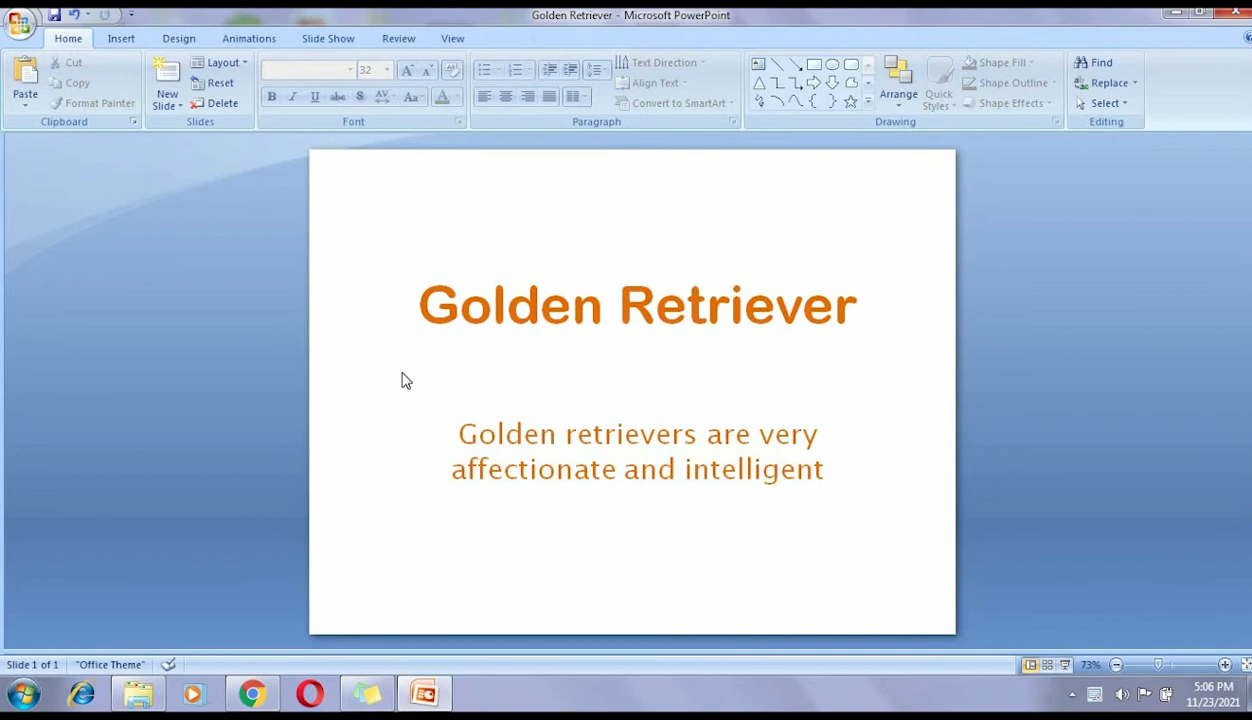 Golden Retriever - Microsoft PowerPoint
Home Insert Design Animations Slide Show Review View
Paste
Cut
Copy
Format Painter
Clipboard
New
Slide
Layout
Reset
Delete
Slides
32
B I U abc S AV Aa A
Font
Text Direction
Align Text
Convert to SmartArt
Paragraph
Arrange
Quick
Styles
Shape Fill
Shape Outline
Shape Effects
Drawing
Find
Replace
Select
Editing
Golden Retriever
Golden retrievers are very
affectionate and intelligent
Slide 1 of 1 "Office Theme" 73%
5:06 PM
11/23/2021